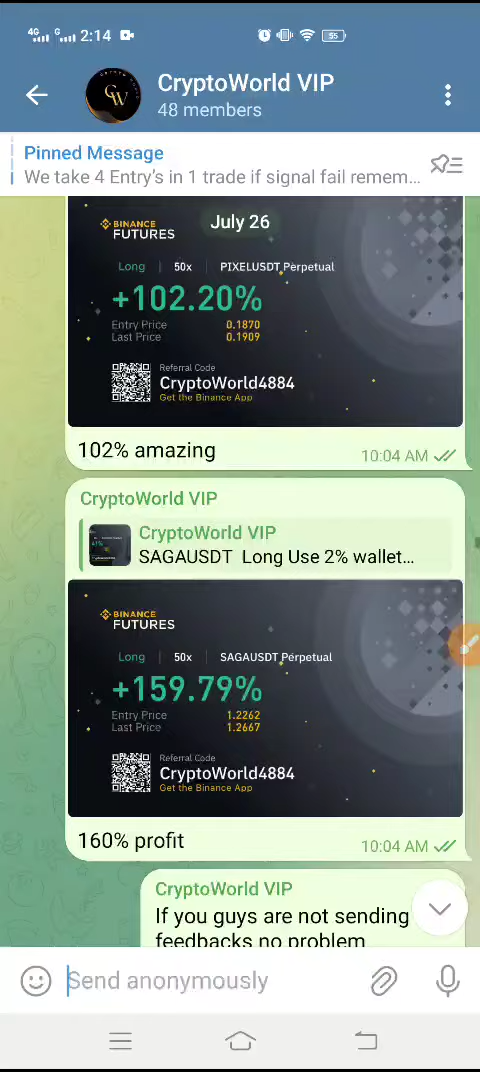 4G G 2:14 95
CryptoWorld VIP
48 members
Pinned Message
We take 4 Entry's in 1 trade if signal fail remem...
July 26
BINANCE
FUTURES
Long | 50x | PIXELUSDT Perpetual
+102.20%
Entry Price 0.1870
Last Price 0.1909
Referral Code
CryptoWorld4884
Get the Binance App
102% amazing
10:04 AM
CryptoWorld VIP
CryptoWorld VIP
SAGAUSDT Long Use 2% wallet...
BINANCE
FUTURES
Long | 50x | SAGAUSDT Perpetual
+159.79%
Entry Price 1.2262
Last Price 1.2667
Referral Code
CryptoWorld4884
Get the Binance App
160% profit
10:04 AM
CryptoWorld VIP
If you guys are not sending
feedbacks no problem
Send anonymously